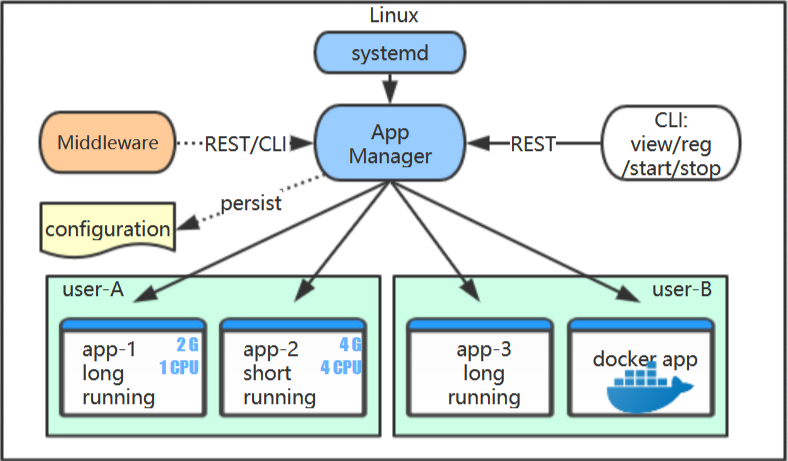 Linux
systemd
Middleware
REST/CLI
App
Manager
REST
CLI:
view/reg
/start/stop
persist
configuration
user-A
user-B
app-1
long
running
2 G
1 CPU
app-2
short
running
4 G
4 CPU
app-3
long
running
docker app